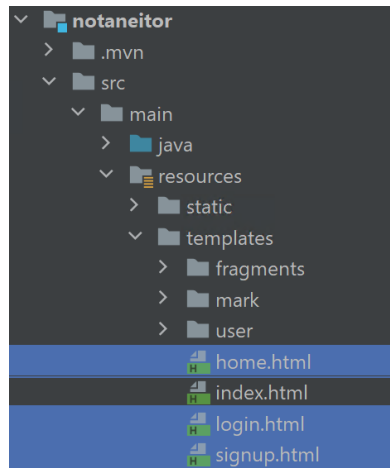 notaneitor
.mvn
src
main
java
resources
static
templates
fragments
mark
user
home.html
index.html
login.html
signup.html